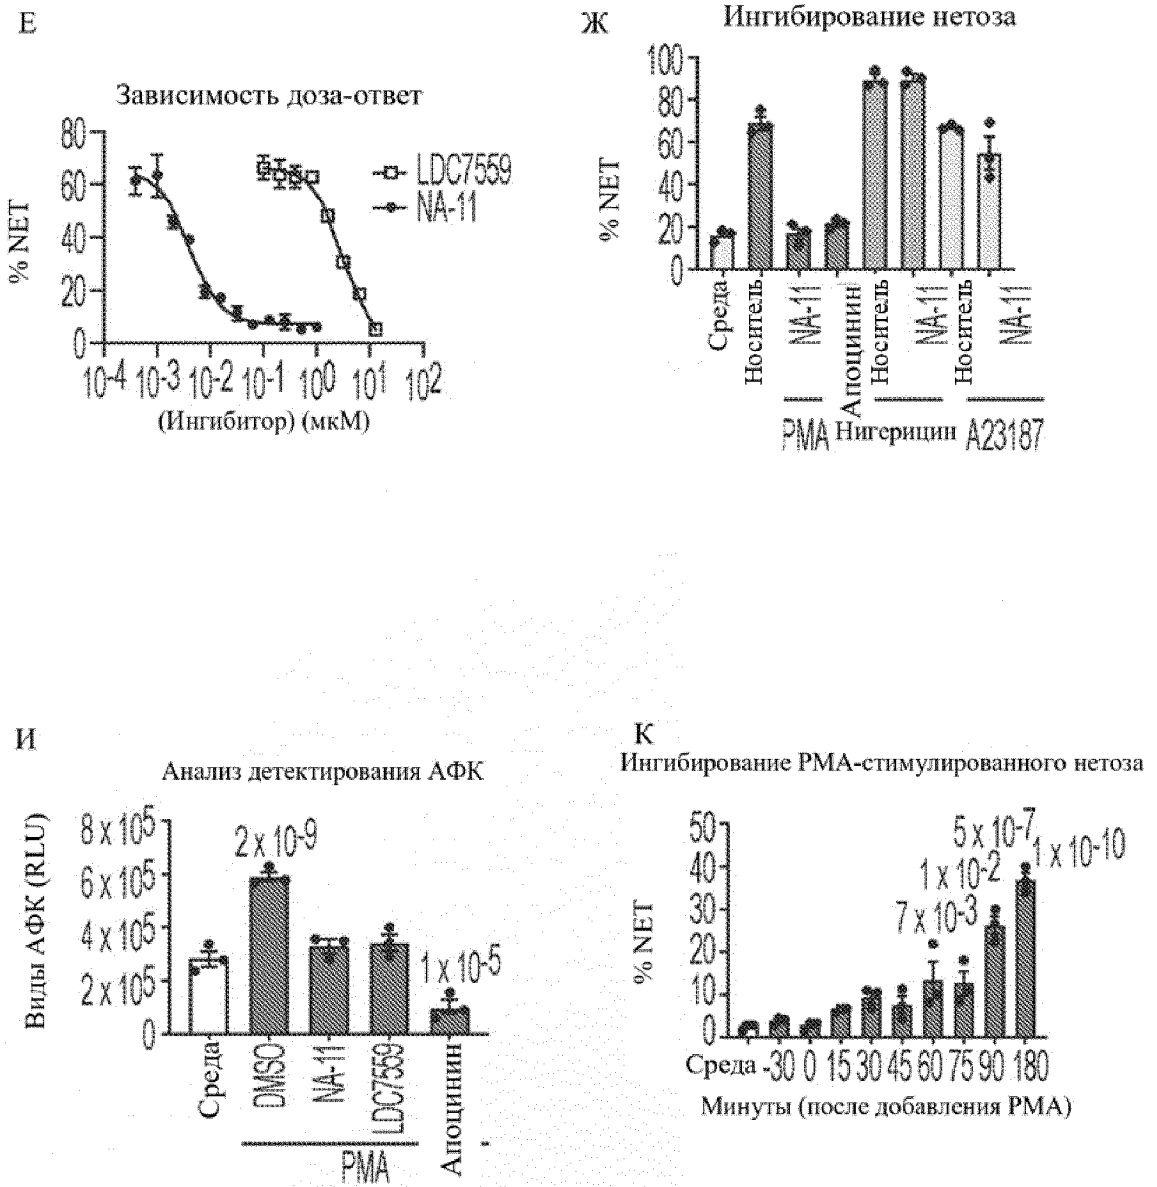 Е
Зависимость доза-ответ
% NET
80
60
40
20
0
LDC7559
NA-11
10-4 10-3 10-2 10-1 100 101 102
(Ингибитор) (мкМ)
Ж
Ингибирование нетоза
% NET
100
80
60
40
20
0
Среда
Носитель
NA-11
Апоцинин
Носитель
NA-11
Носитель
NA-11
PMA Нигерицин A23187
И
Анализ детектирования АФК
Виды АФК (RLU)
8 x 105
6 x 105
4 x 105
2 x 105
0
2 x 10-9
1 x 10-5
Среда
DMSO
NA-11
LDC7559
Апоцинин
PMA
К
Ингибирование PMA-стимулированного нетоза
% NET
50
40
30
20
10
0
5 x 10-7
1 x 10-10
1 x 10-2
7 x 10-3
Среда -30 0 15 30 45 60 75 90 180
Минуты (после добавления PMA)